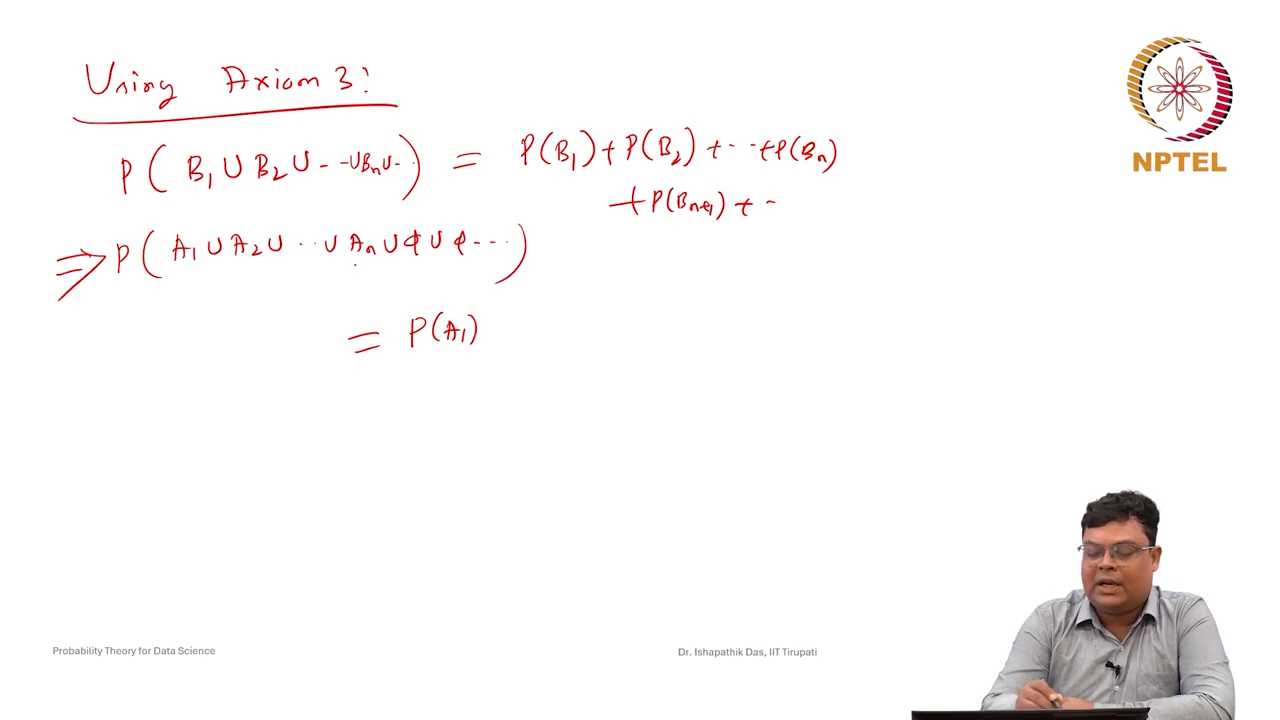 Using Axiom 3:
P( B₁ ∪ B₂ ∪ - - ∪Bₙ∪- · ) = P(B₁) + P(B₂) + - - +P(Bₙ)
+ P(Bₙ₊₁) + - ·
⇒ P( A₁ ∪ A₂ ∪ · · ∪ Aₙ ∪ ϕ ∪ ϕ - - - )
= P(A₁)
NPTEL
Probability Theory for Data Science
Dr. Ishapathik Das, IIT Tirupati